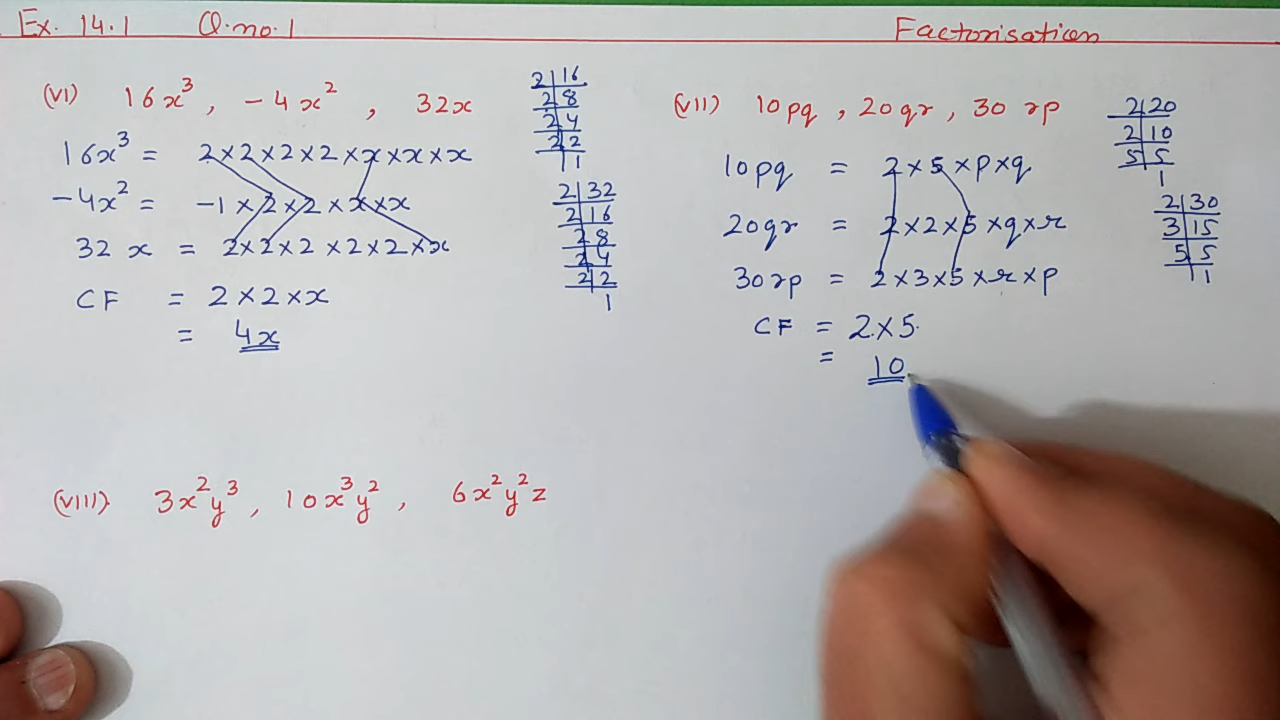 Ex. 14.1 Q.no.1 Factorisation
(VI) 16x³, -4x², 32x
16x³ = 2×2×2×2×x×x×x
-4x² = -1×2×2×x×x
32x = 2×2×2×2×2×x
CF = 2×2×x
= 4x
2 16
2 8
2 4
2 2
1
2 32
2 16
2 8
2 4
2 2
1
(VII) 10pq, 20qr, 30rp
10pq = 2×5×p×q
20qr = 2×2×5×q×r
30rp = 2×3×5×r×p
CF = 2×5
= 10
2 20
2 10
5 5
1
2 30
3 15
5 5
1
(VIII) 3x²y³, 10x³y², 6x²y²z